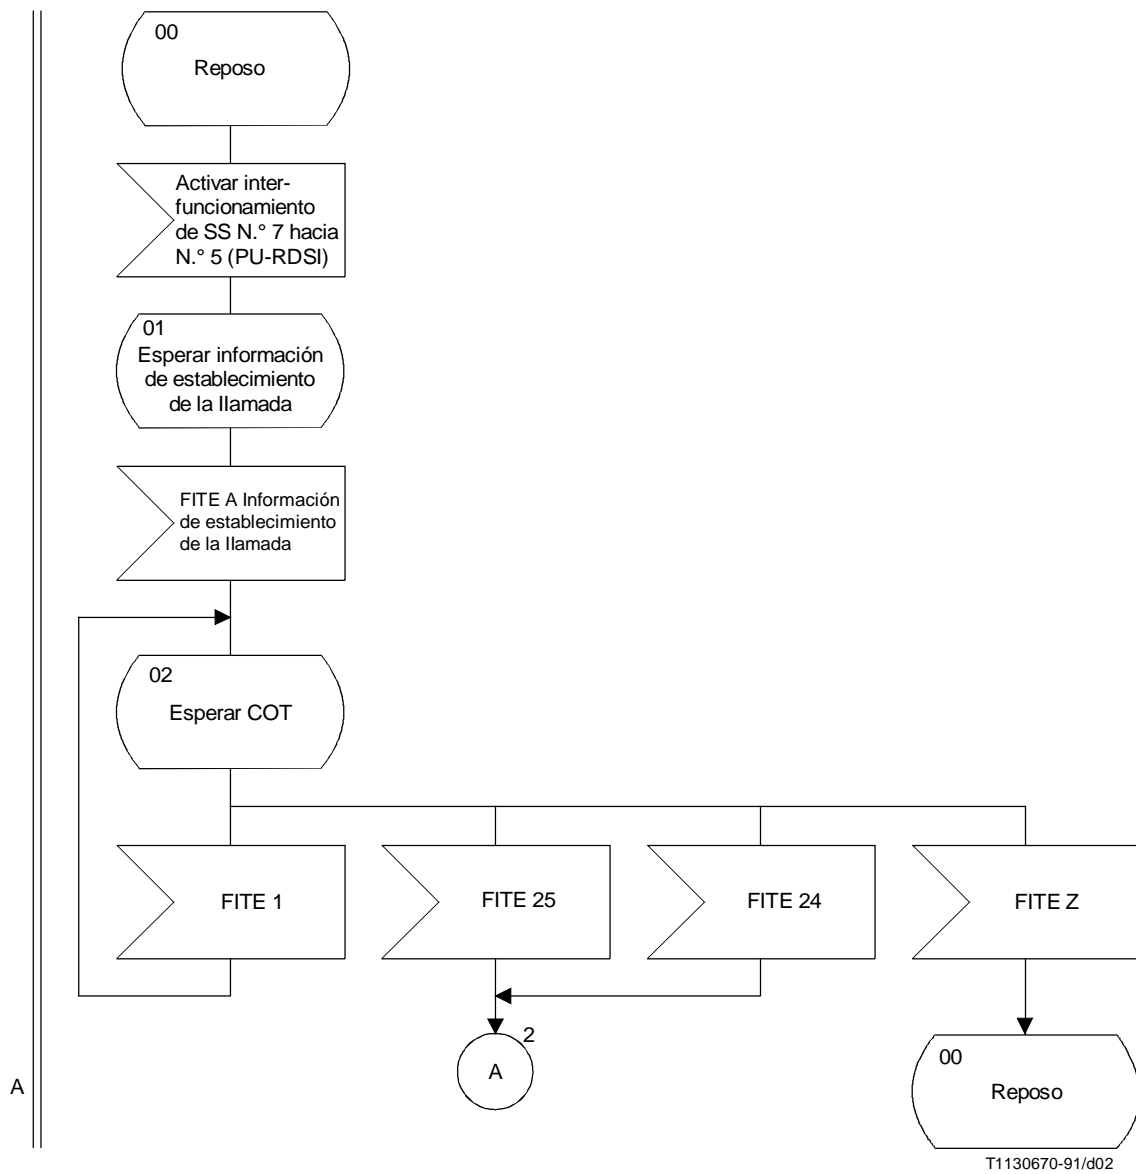 00
Reposo
Activar inter-
funcionamiento
de SS N.° 7 hacia
N.° 5 (PU-RDSI)
01
Esperar información
de establecimiento
de la llamada
FITE A Información
de establecimiento
de la llamada
02
Esperar COT
FITE 1
FITE 25
FITE 24
FITE Z
2
A
00
Reposo
A
T1130670-91/d02